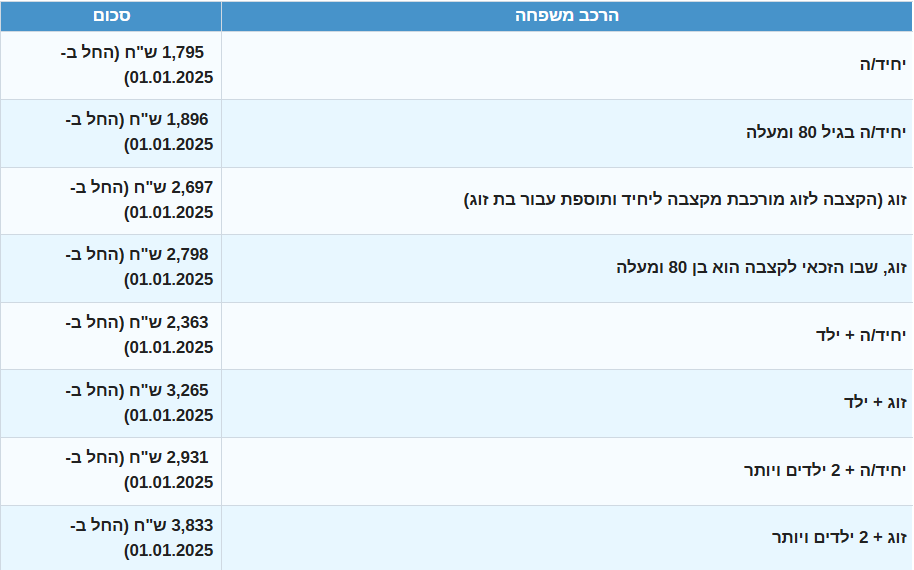 הרכב משפחה
סכום
יחיד/ה
1,795 ש"ח (החל ב-
01.01.2025)
יחיד/ה בגיל 80 ומעלה
1,896 ש"ח (החל ב-
01.01.2025)
זוג (הקצבה לזוג מורכבת מקצבה ליחיד ותוספת עבור בת זוג)
2,697 ש"ח (החל ב-
01.01.2025)
זוג, שבו הזכאי לקצבה הוא בן 80 ומעלה
2,798 ש"ח (החל ב-
01.01.2025)
יחיד/ה + ילד
2,363 ש"ח (החל ב-
01.01.2025)
זוג + ילד
3,265 ש"ח (החל ב-
01.01.2025)
יחיד/ה + 2 ילדים ויותר
2,931 ש"ח (החל ב-
01.01.2025)
זוג + 2 ילדים ויותר
3,833 ש"ח (החל ב-
01.01.2025)